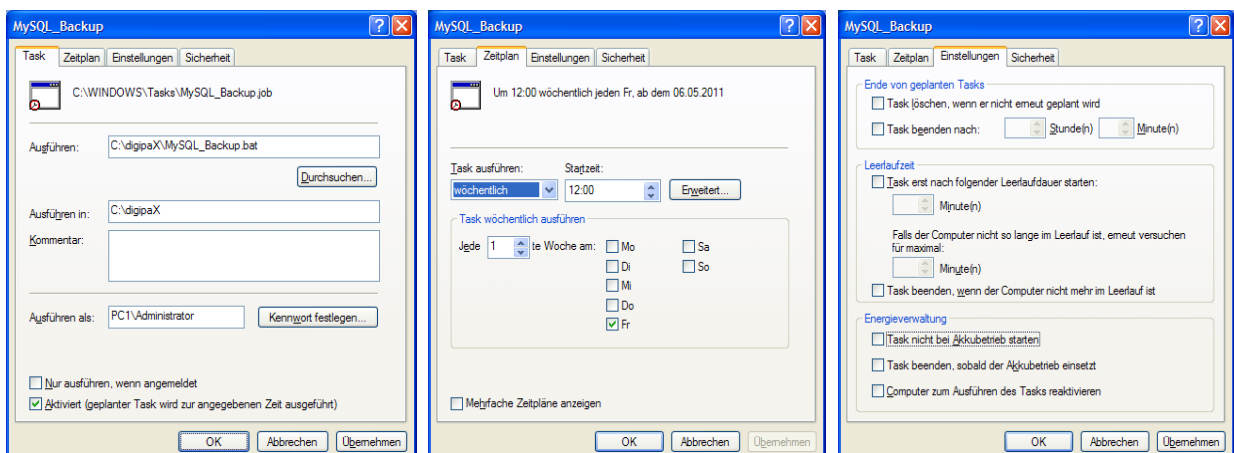 MySQL_Backup
Task Zeitplan Einstellungen Sicherheit
C:\WINDOWS\Tasks\MySQL_Backup.job
Ausführen: C:\digipaX\MySQL_Backup.bat
Durchsuchen...
Ausführen in: C:\digipaX
Kommentar:
Ausführen als: PC1\Administrator Kennwort festlegen...
Nur ausführen, wenn angemeldet
Aktiviert (geplanter Task wird zur angegebenen Zeit ausgeführt)
OK Abbrechen Übernehmen
MySQL_Backup
Task Zeitplan Einstellungen Sicherheit
Um 12:00 wöchentlich jeden Fr, ab dem 06.05.2011
Task ausführen: Startzeit:
wöchentlich 12:00 Erweitert...
Task wöchentlich ausführen
Jede 1 te Woche am: Mo Sa
Di So
Mi
Do
Fr
Mehrfache Zeitpläne anzeigen
OK Abbrechen Übernehmen
MySQL_Backup
Task Zeitplan Einstellungen Sicherheit
Ende von geplanten Tasks
Task löschen, wenn er nicht erneut geplant wird
Task beenden nach: Stunde(n) Minute(n)
Leerlaufzeit
Task erst nach folgender Leerlaufdauer starten:
Minute(n)
Falls der Computer nicht so lange im Leerlauf ist, erneut versuchen
für maximal:
Minute(n)
Task beenden, wenn der Computer nicht mehr im Leerlauf ist
Energieverwaltung
Task nicht bei Akkubetrieb starten
Task beenden, sobald der Akkubetrieb einsetzt
Computer zum Ausführen des Tasks reaktivieren
OK Abbrechen Übernehmen